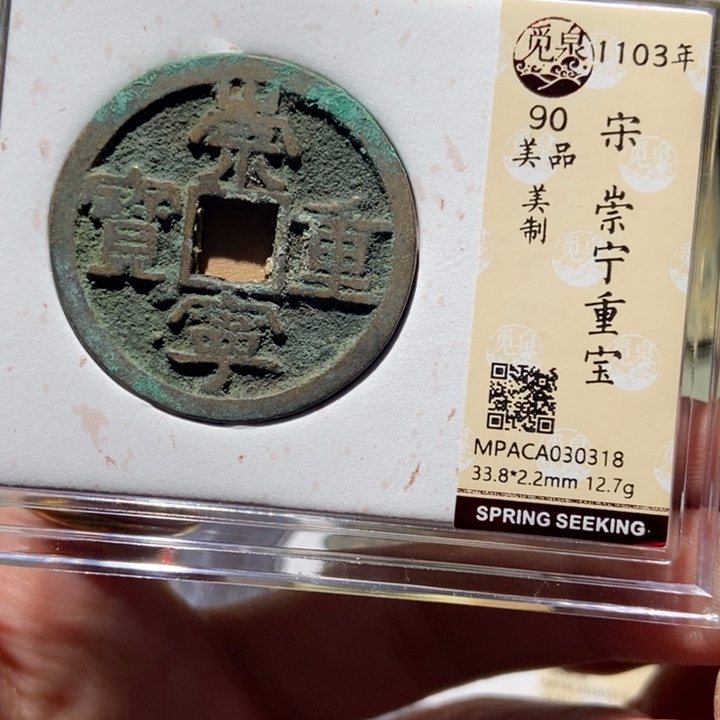 崇
寧
重
寶
觅泉
1103年
90
美品
美制
宋 崇宁重宝
MPACA030318
33.8*2.2mm 12.7g
SPRING SEEKING